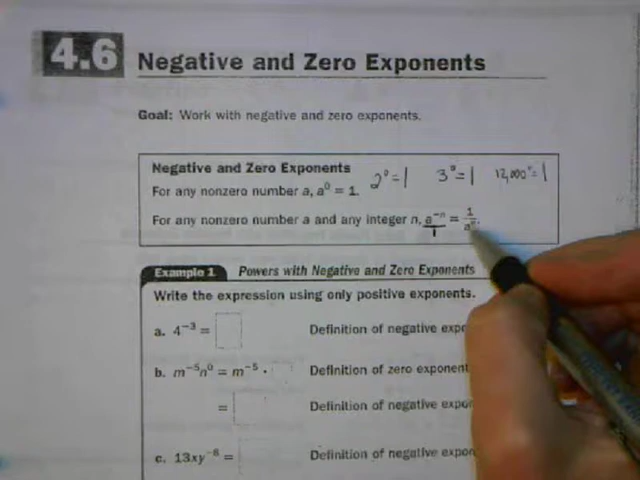 4.6 Negative and Zero Exponents
Goal: Work with negative and zero exponents.
Negative and Zero Exponents
For any nonzero number a, a⁰ = 1. 2⁰ = 1 3⁰ = 1 12,000⁰ = 1
For any nonzero number a and any integer n, a⁻ⁿ/1 = 1/aⁿ.
Example 1 Powers with Negative and Zero Exponents
Write the expression using only positive exponents.
a. 4⁻³ = Definition of negative
b. m⁻⁵n⁰ = m⁻⁵ · Definition of zero exponent
= Definition of negative
c. 13xy⁻⁶ = Definition of negative